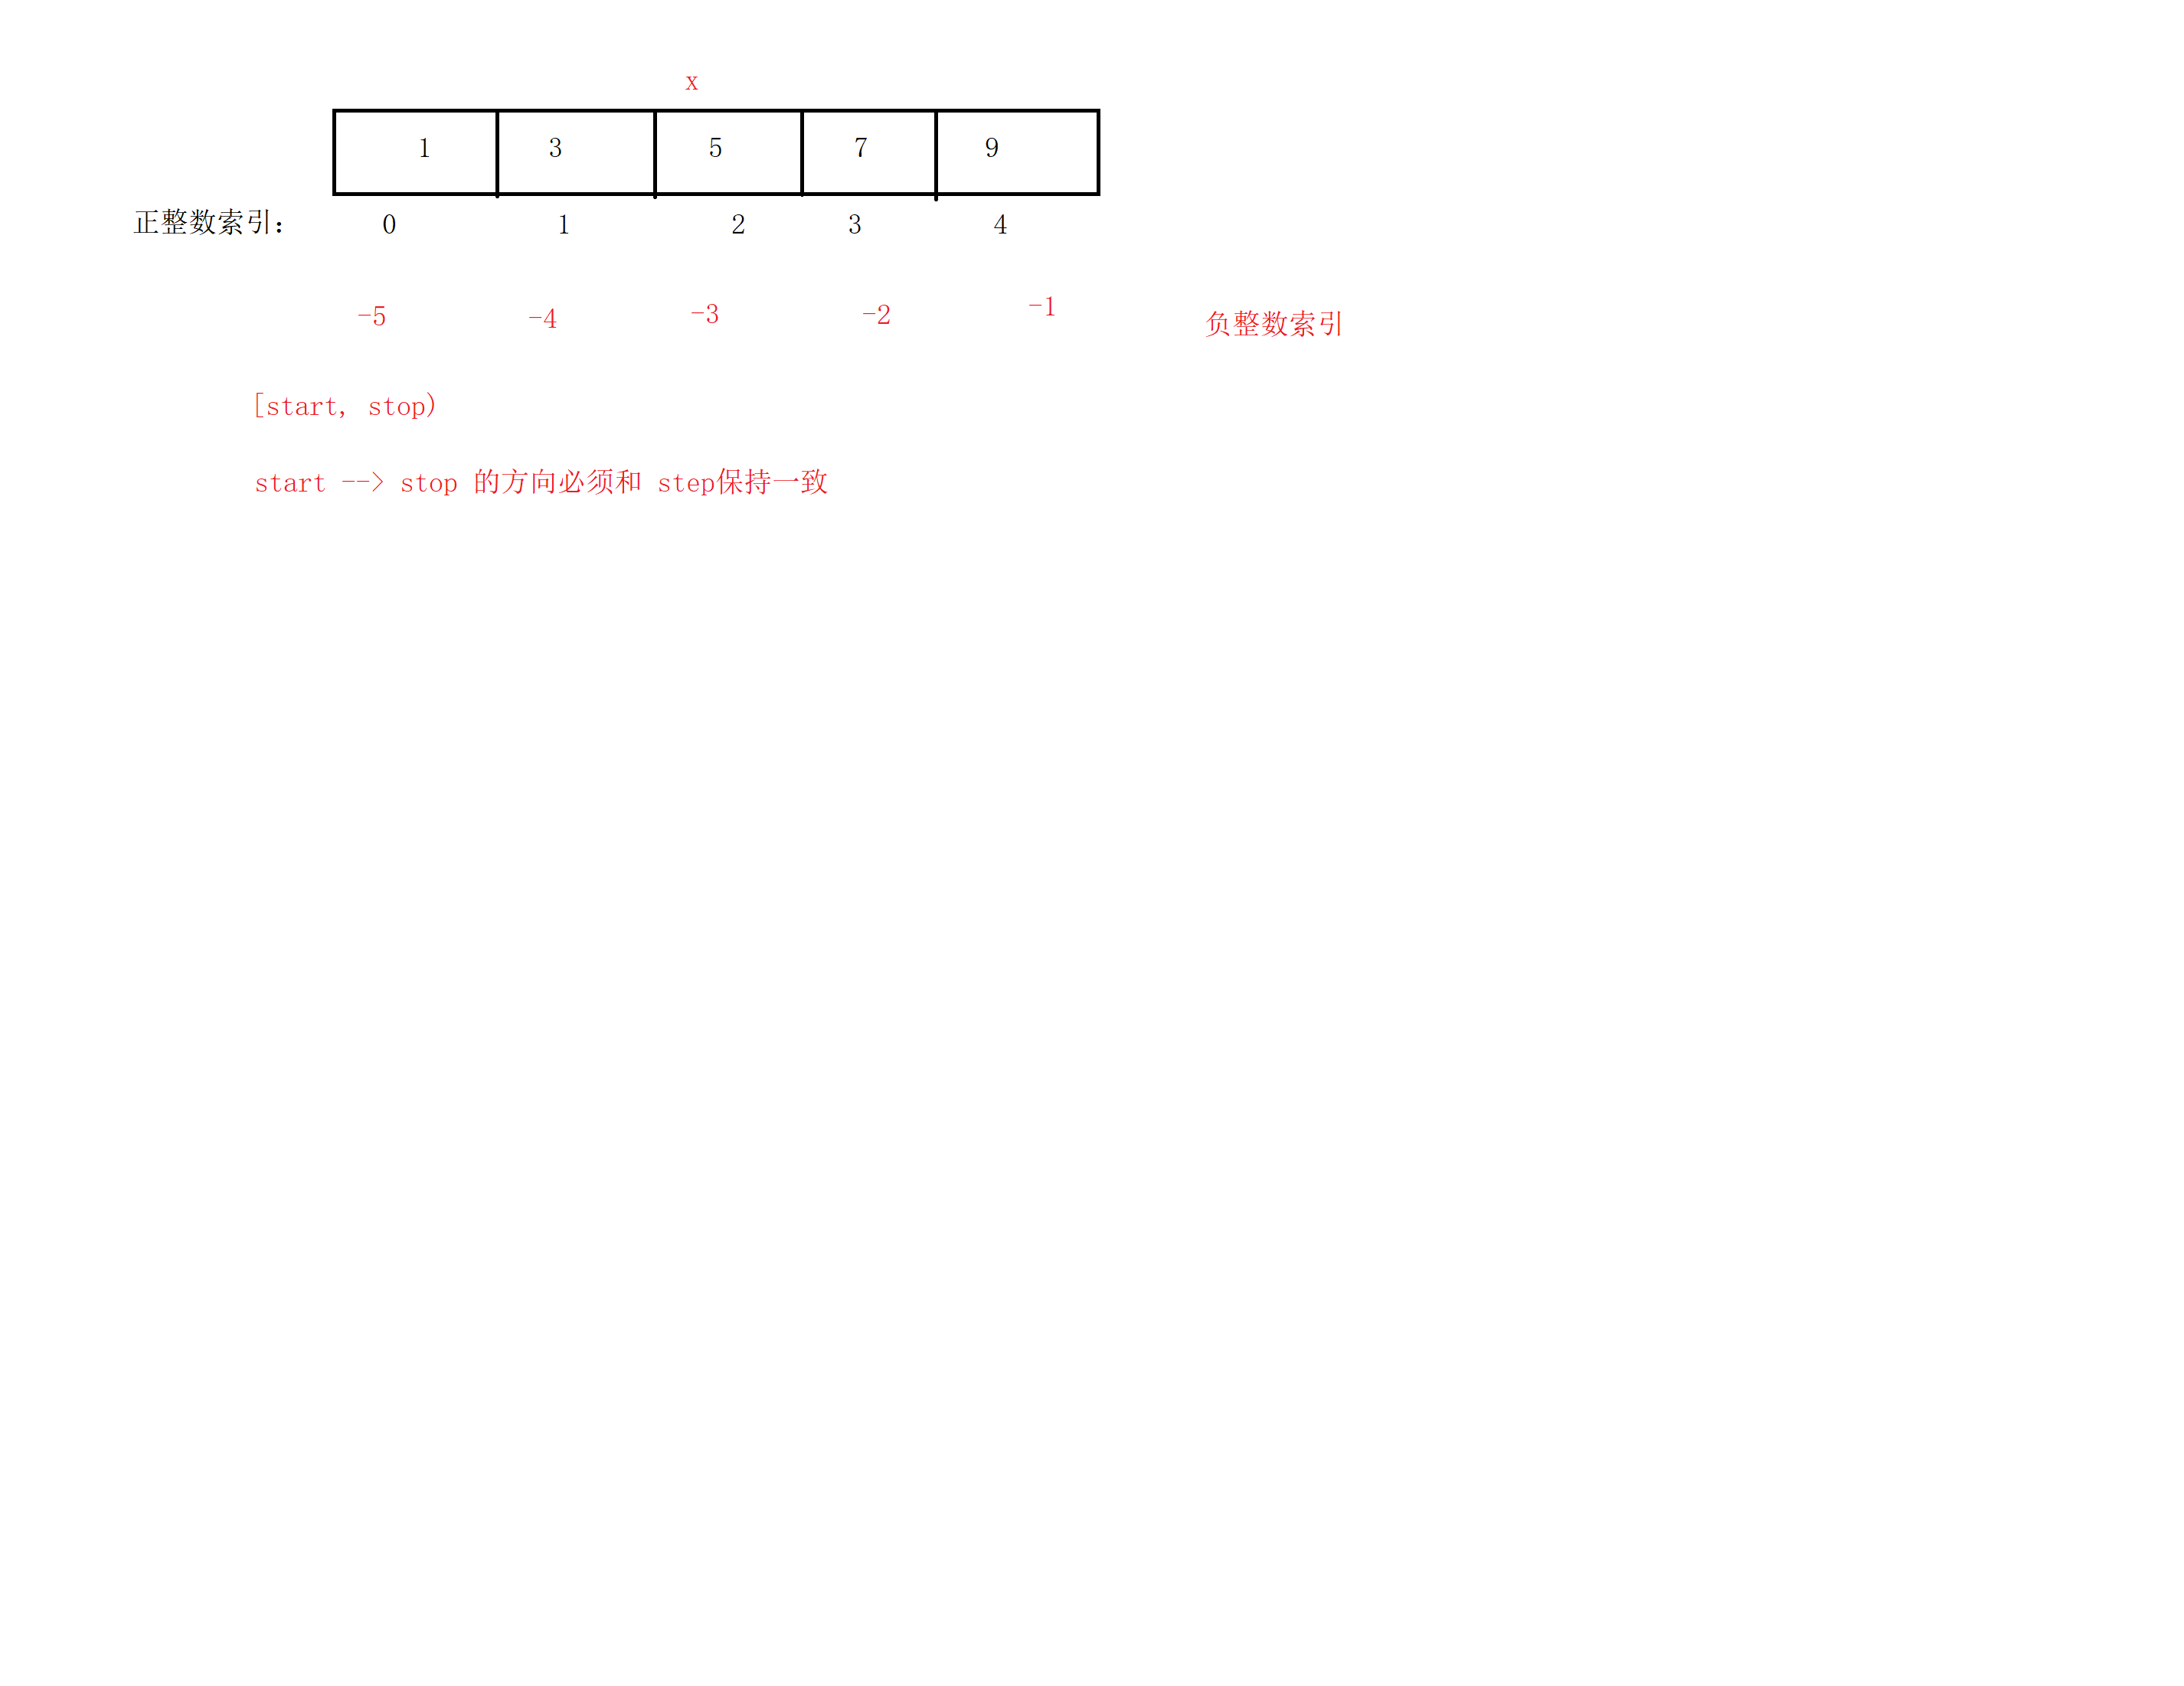 x
1 3 5 7 9
正整数索引： 0 1 2 3 4
-5 -4 -3 -2 -1 负整数索引
[start, stop)
start --> stop 的方向必须和 step保持一致